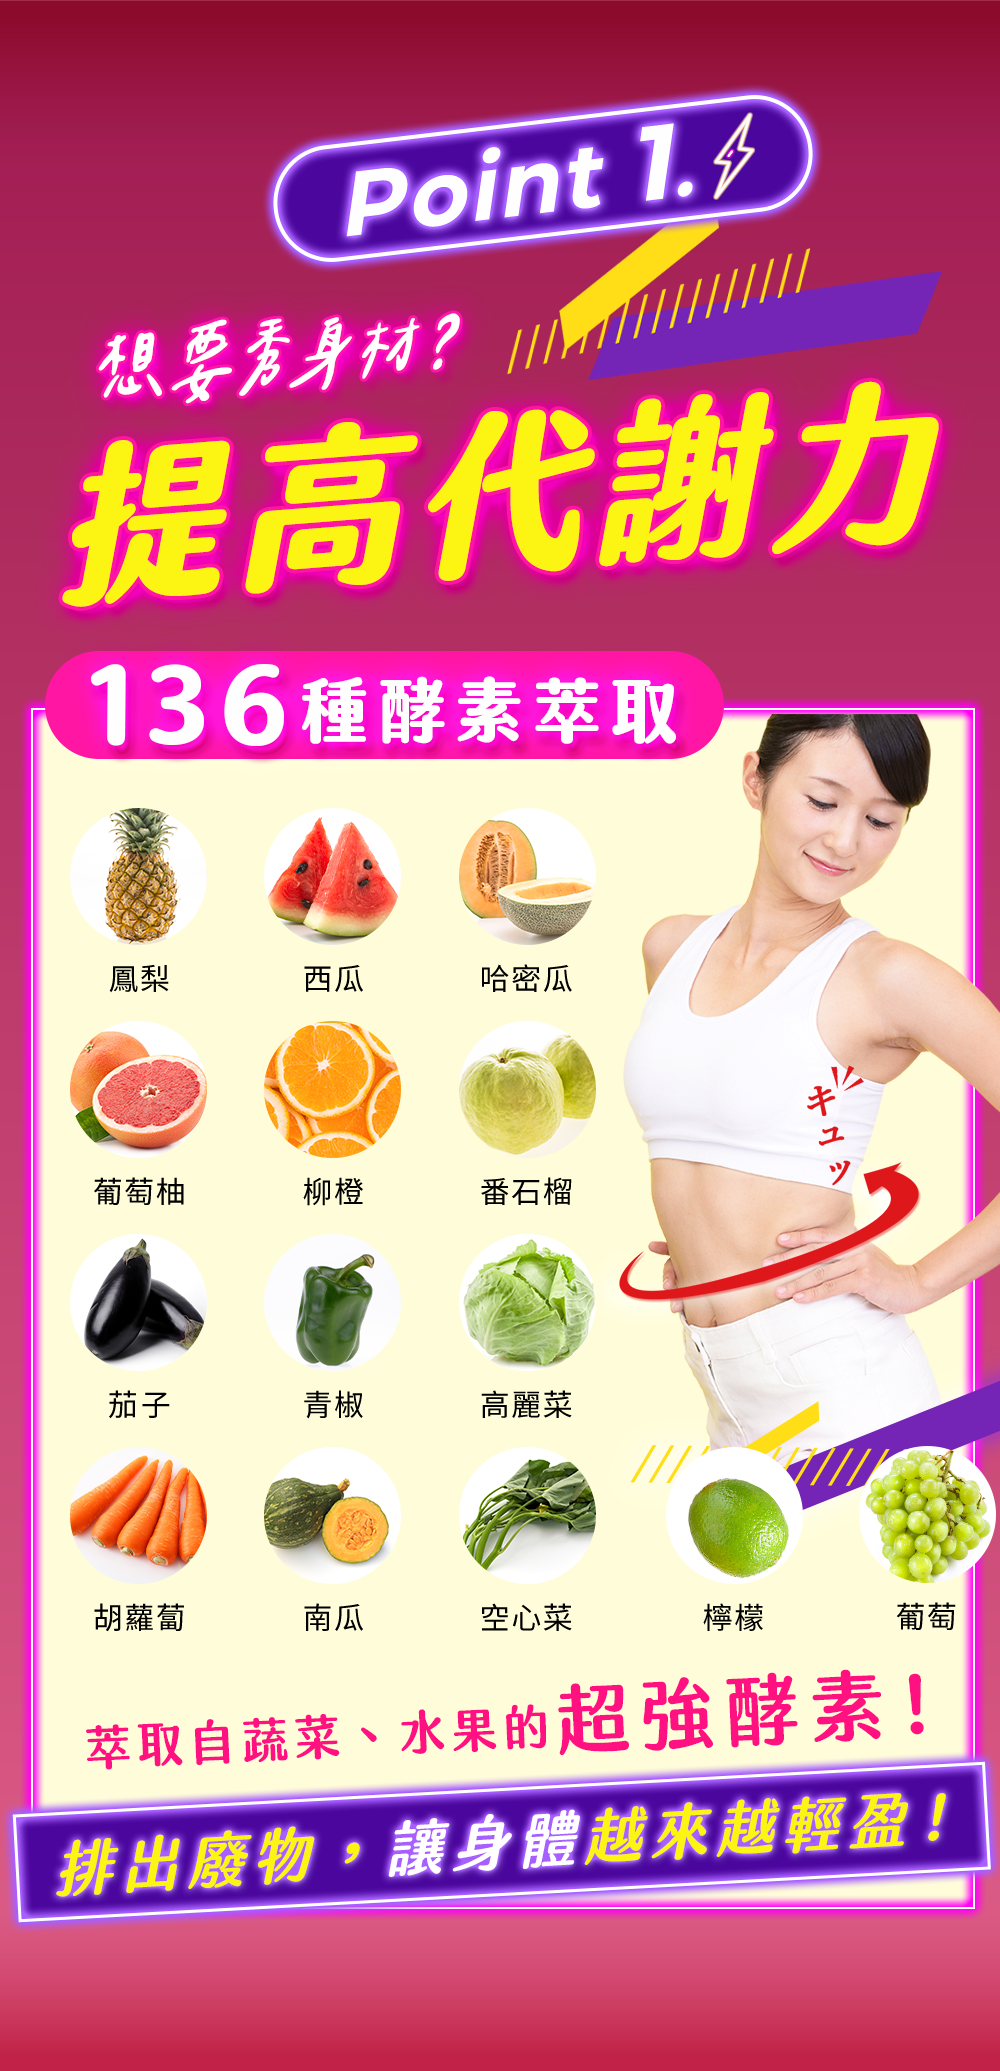 Point 1.
想要秀身材?
提高代謝力
136種酵素萃取
鳳梨
西瓜
哈密瓜
葡萄柚
柳橙
番石榴
キュッ
茄子
青椒
高麗菜
胡蘿蔔
南瓜
空心菜
檸檬
葡萄
萃取自蔬菜、水果的超強酵素!
排出廢物,讓身體越來越輕盈!